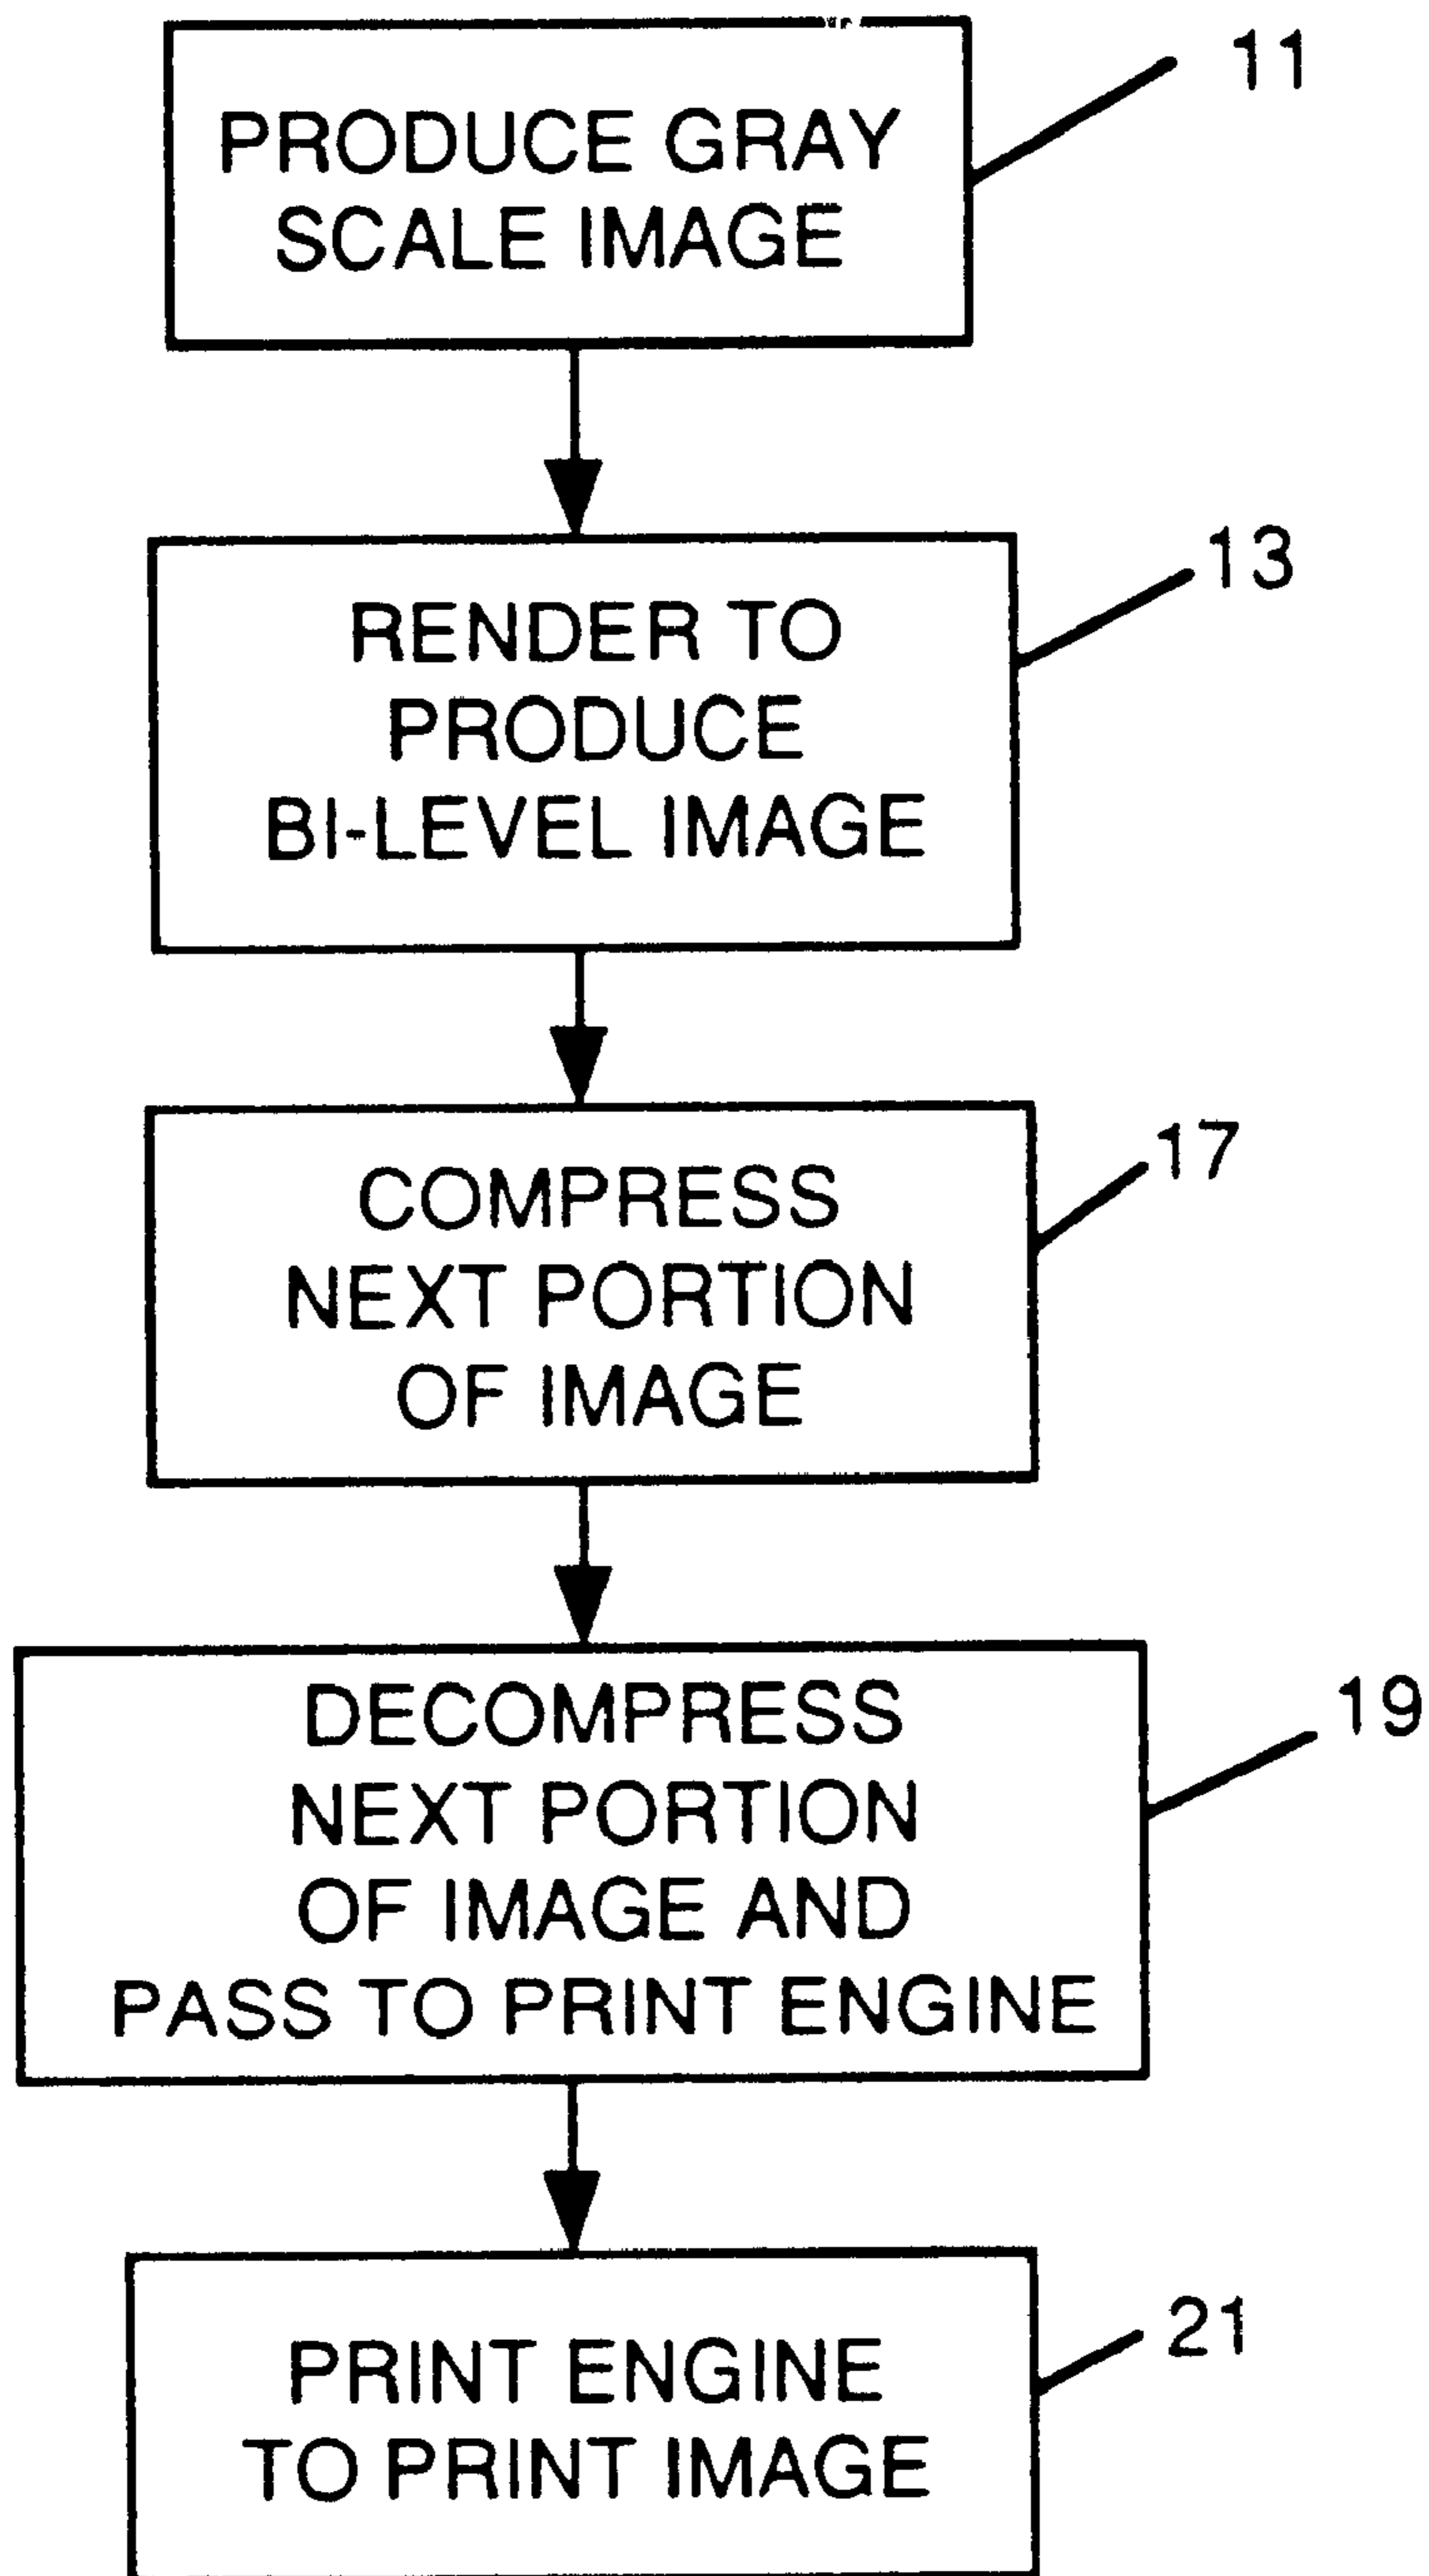 PRODUCE GRAY
SCALE IMAGE
11
RENDER TO
PRODUCE
BI-LEVEL IMAGE
13
COMPRESS
NEXT PORTION
OF IMAGE
17
DECOMPRESS
NEXT PORTION
OF IMAGE AND
PASS TO PRINT ENGINE
19
PRINT ENGINE
TO PRINT IMAGE
21